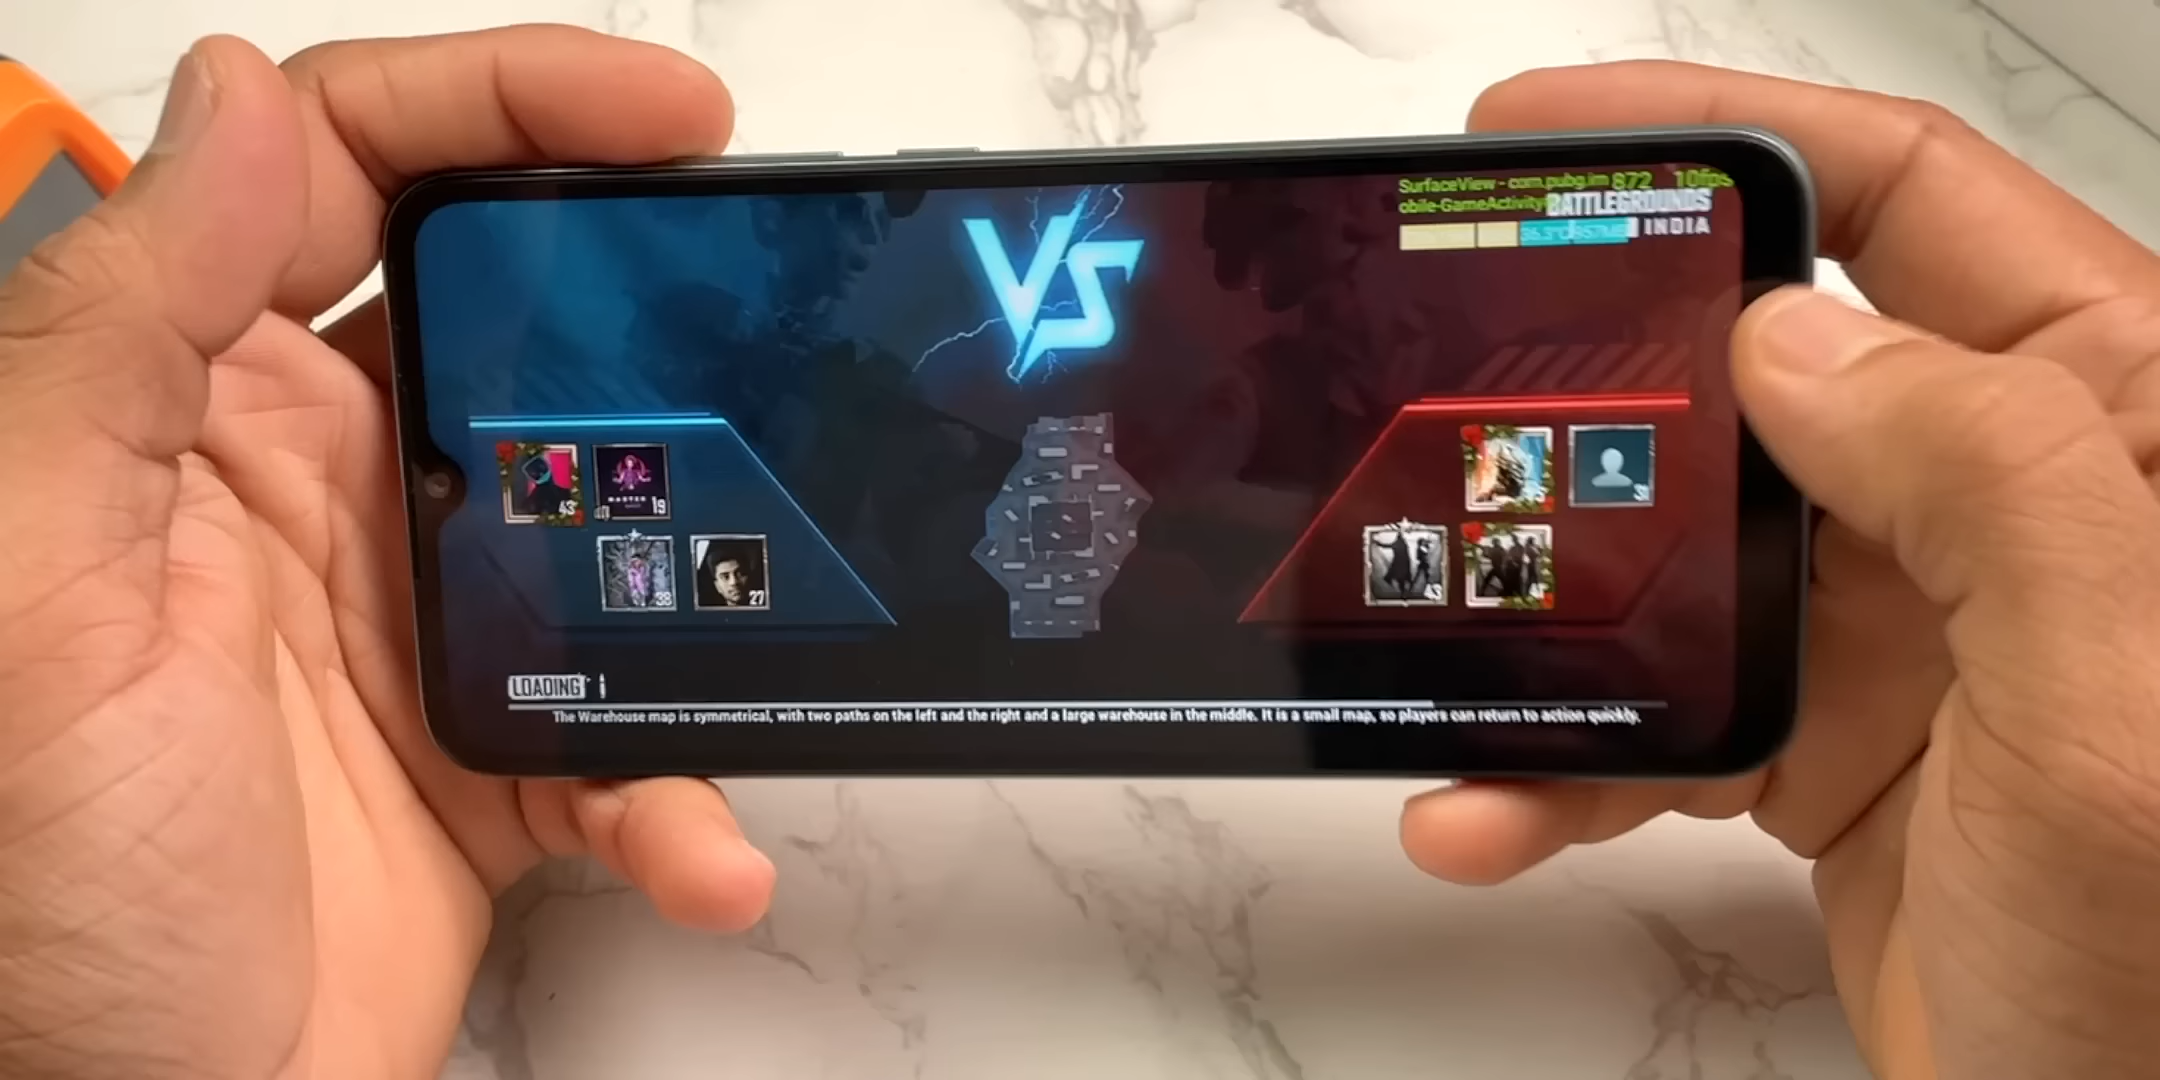 VS
SurfaceView - com.pubg.im 872 10fps
obile-GameActivity
BATTLEGROUNDS
INDIA
43
19
MASTER
38
27
31
43
LOADING
The Warehouse map is symmetrical, with two paths on the left and the right and a large warehouse in the middle. It is a small map, so players can return to action quickly.